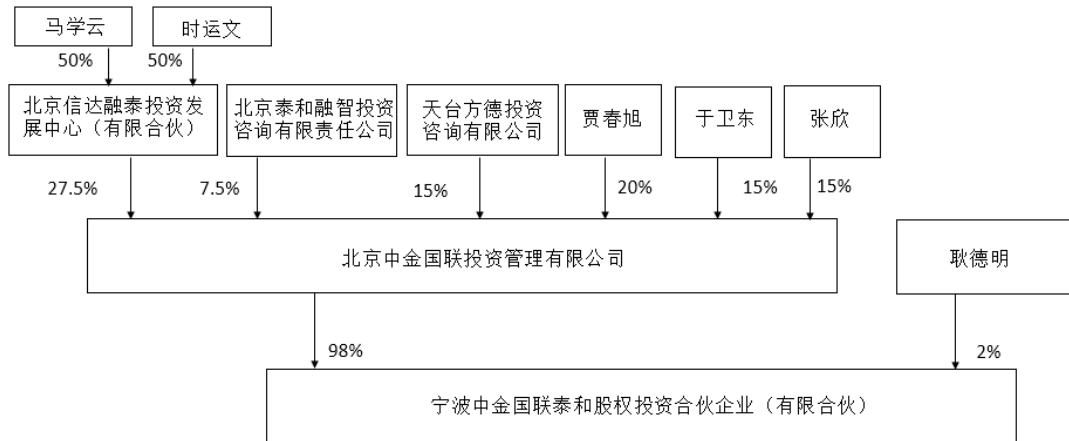 马学云
时运文
50%
50%
北京信达融泰投资发
展中心（有限合伙）
北京泰和融智投资
咨询有限责任公司
天台方德投资
咨询有限公司
贾春旭
于卫东
张欣
27.5%
7.5%
15%
20%
15%
15%
北京中金国联投资管理有限公司
耿德明
98%
2%
宁波中金国联泰和股权投资合伙企业（有限合伙）